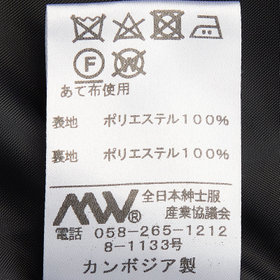 F W
あて布使用
表地 ポリエステル100%
裏地 ポリエステル100%
MW® 全日本紳士服
産業協議会
電話 058-265-1212
8-1133号
カンボジア製